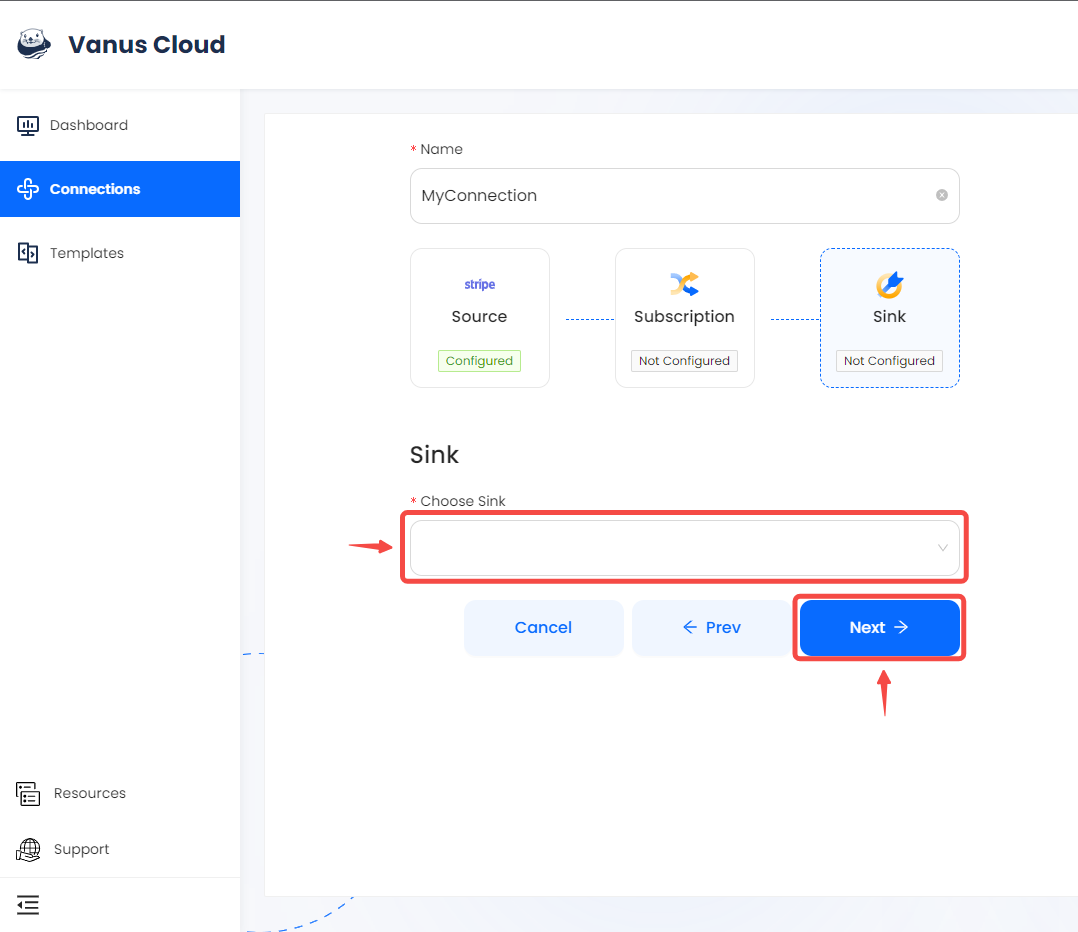 Vanus Cloud
Dashboard
Connections
Templates
Resources
Support
* Name
MyConnection
stripe
Source
Configured
Subscription
Not Configured
Sink
Not Configured
Sink
* Choose Sink
Cancel
← Prev
Next →